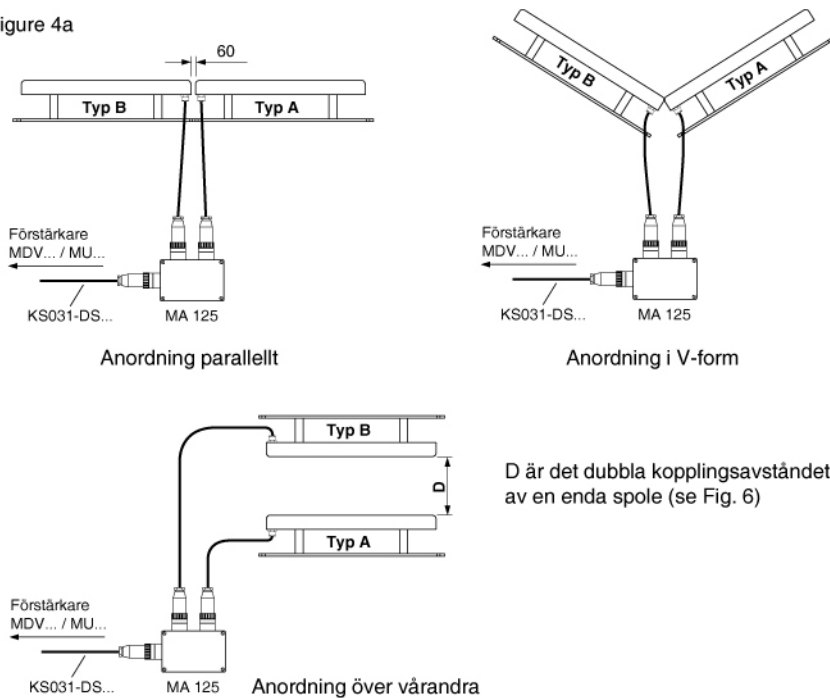 igure 4a
60
Typ B
Typ A
Förstärkare
MDV... / MU...
KS031-DS...
MA 125
Anordning parallellt
Typ B
Typ A
Förstärkare
MDV... / MU...
KS031-DS...
MA 125
Anordning i V-form
Typ B
D
Typ A
D är det dubbla kopplingsavståndet
av en enda spole (se Fig. 6)
Förstärkare
MDV... / MU...
KS031-DS...
MA 125
Anordning över vårandra